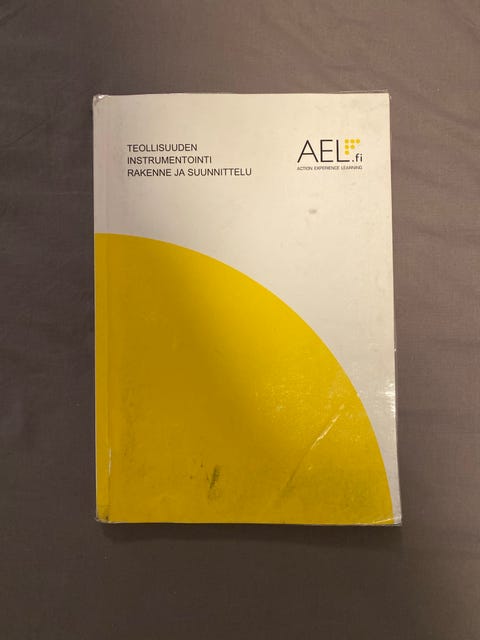 TEOLLISUUDEN
INSTRUMENTOINTI
RAKENNE JA SUUNNITTELU
AEL.fi
ACTION EXPERIENCE LEARNING